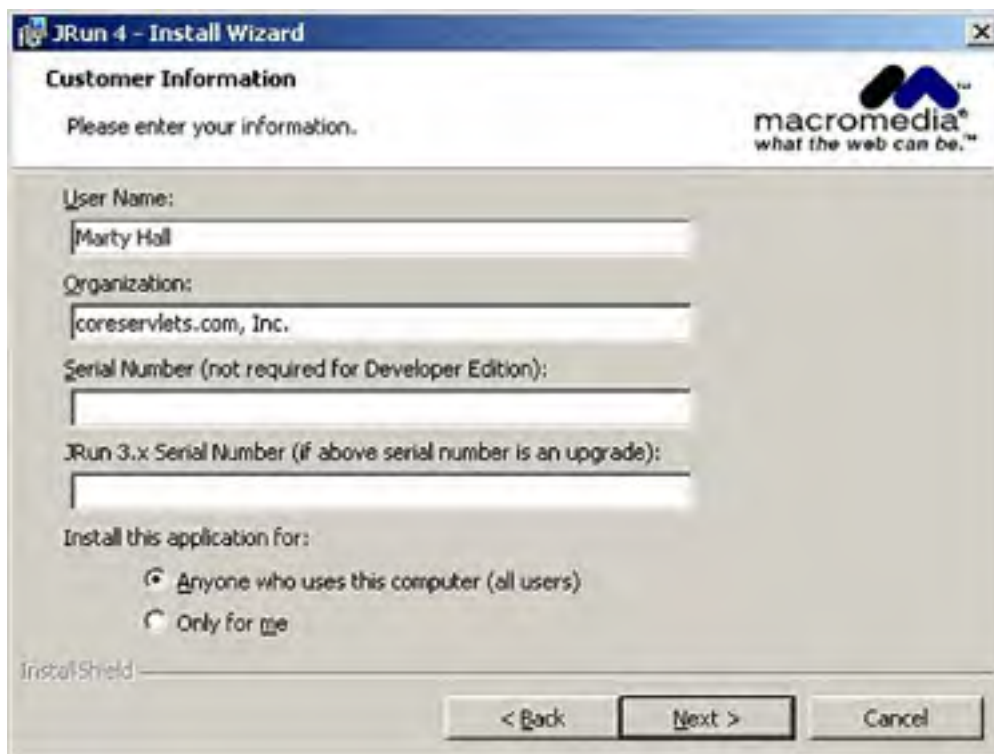 JRun 4 - Install Wizard
Customer Information
Please enter your information.
macromedia®
what the web can be.™
User Name:
Marty Hall
Organization:
coreservlets.com, Inc.
Serial Number (not required for Developer Edition):
JRun 3.x Serial Number (if above serial number is an upgrade):
Install this application for:
Anyone who uses this computer (all users)
Only for me
InstallShield
< Back
Next >
Cancel